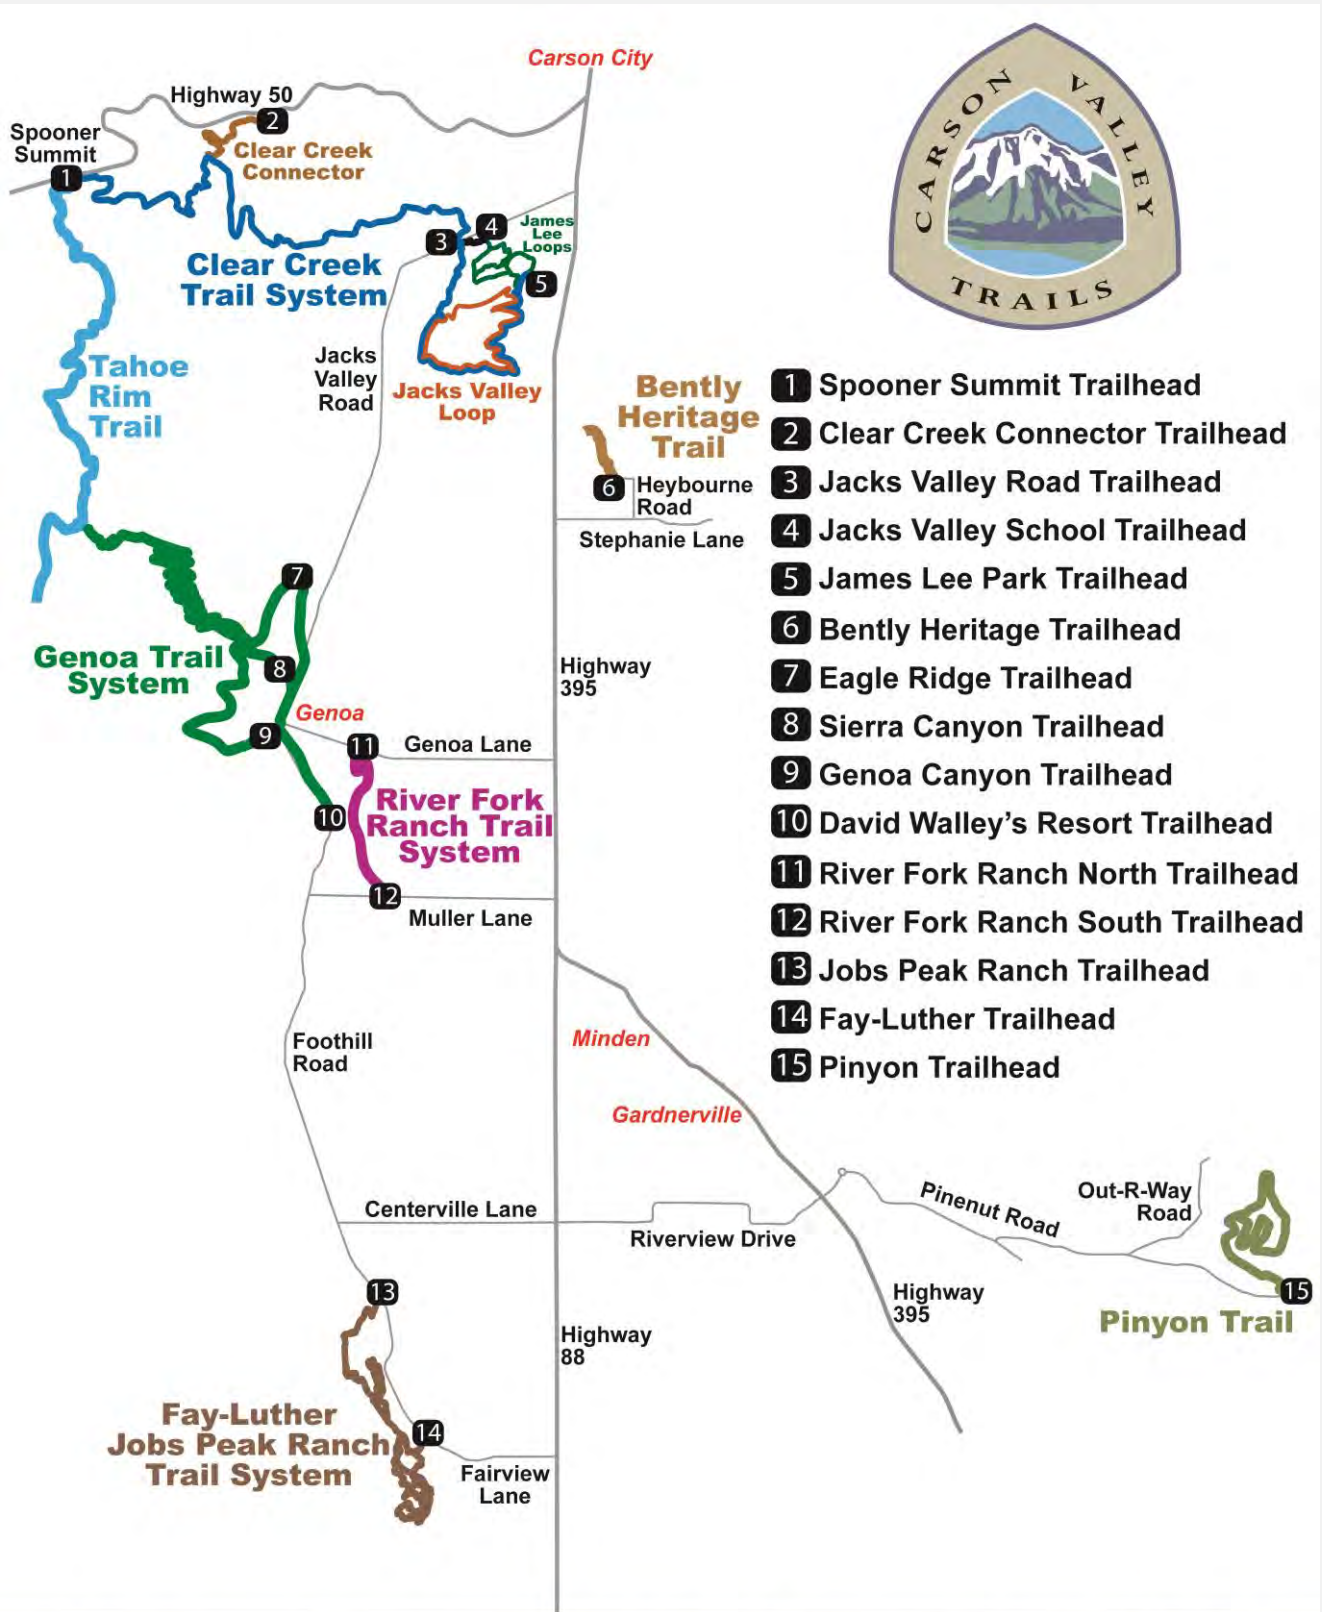 Carson City
Highway 50
2
Spooner
Summit
1
Clear Creek
Connector
4
3
James
Lee
Loops
5
Clear Creek
Trail System
Jacks
Valley
Road
Jacks Valley
Loop
Tahoe
Rim
Trail
Bently
Heritage
Trail
6
Heybourne
Road
Stephanie Lane
7
Genoa Trail
System
8
Highway
395
Genoa
9
11
Genoa Lane
10
River Fork
Ranch Trail
System
12
Muller Lane
Foothill
Road
Minden
Gardnerville
Centerville Lane
Riverview Drive
Pinenut Road
Out-R-Way
Road
15
Pinyon Trail
Highway
395
13
Highway
88
Fay-Luther
Jobs Peak Ranch
Trail System
14
Fairview
Lane
CARSON VALLEY
TRAILS
1 Spooner Summit Trailhead
2 Clear Creek Connector Trailhead
3 Jacks Valley Road Trailhead
4 Jacks Valley School Trailhead
5 James Lee Park Trailhead
6 Bently Heritage Trailhead
7 Eagle Ridge Trailhead
8 Sierra Canyon Trailhead
9 Genoa Canyon Trailhead
10 David Walley's Resort Trailhead
11 River Fork Ranch North Trailhead
12 River Fork Ranch South Trailhead
13 Jobs Peak Ranch Trailhead
14 Fay-Luther Trailhead
15 Pinyon Trailhead